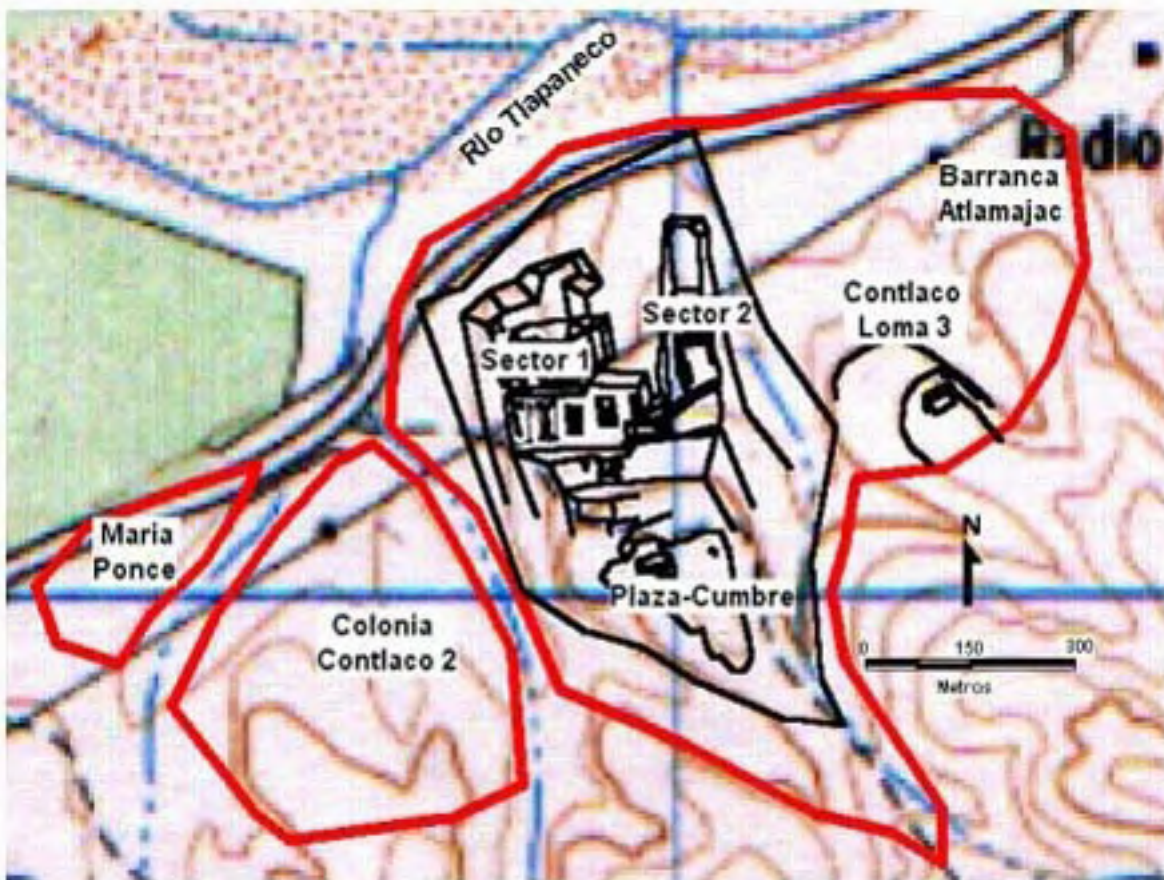 Rio Tlapaneco
Radio
Barranca
Atlamajac
Contlaco
Loma 3
Sector 2
Sector 1
N
Maria
Ponce
Plaza-Cumbre
Colonia
Contlaco 2
0 150 300
Metros